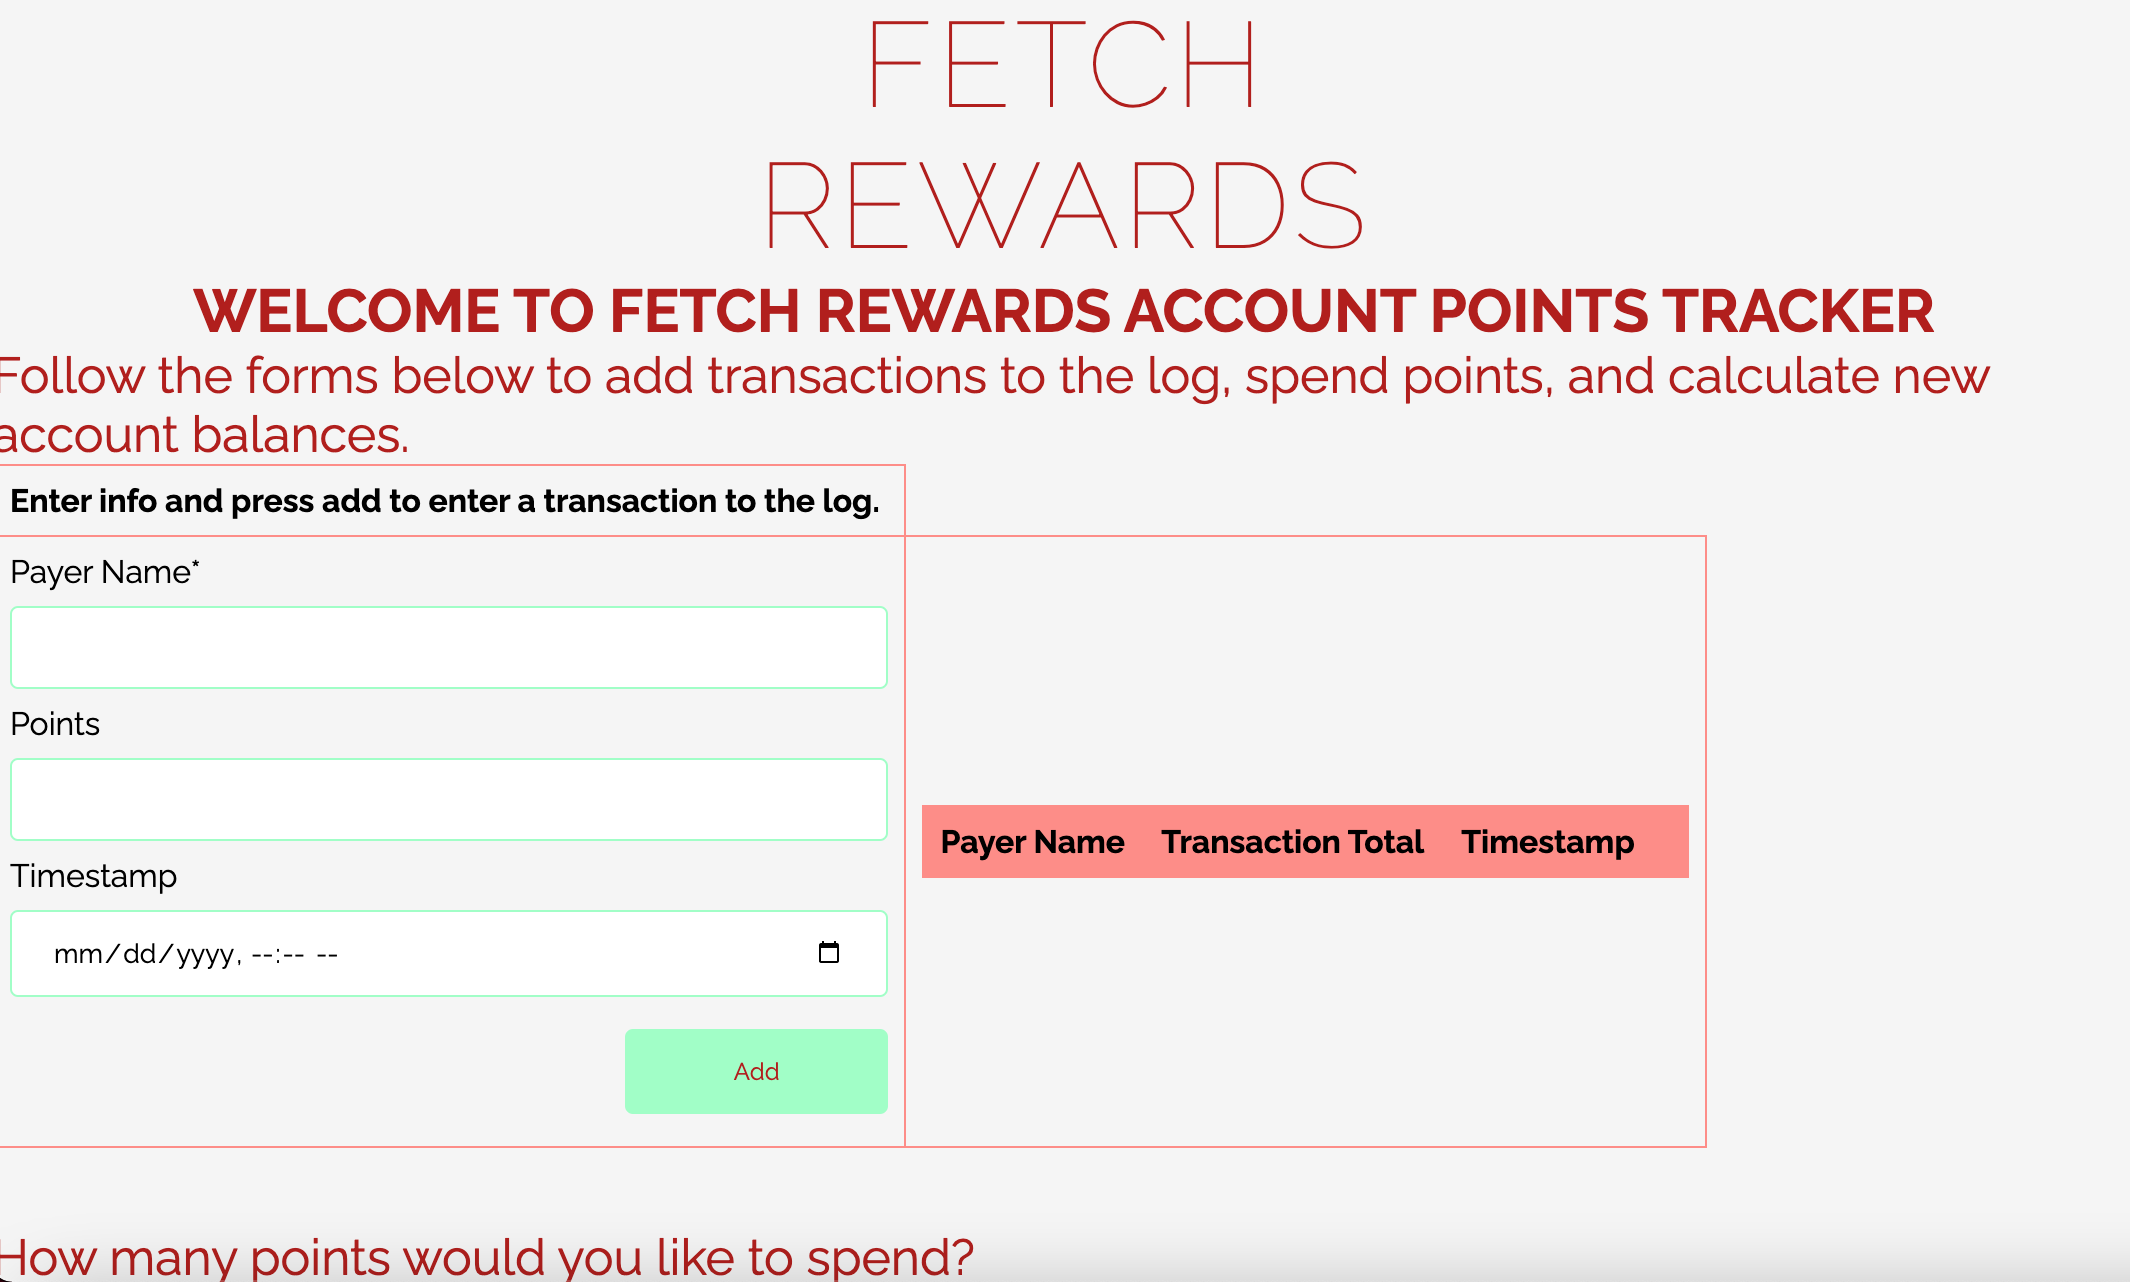 FETCH
REWARDS
WELCOME TO FETCH REWARDS ACCOUNT POINTS TRACKER
Follow the forms below to add transactions to the log, spend points, and calculate new
account balances.
Enter info and press add to enter a transaction to the log.
Payer Name*
Points
Timestamp
mm/dd/yyyy, --:-- --
Add
Payer Name Transaction Total Timestamp
How many points would you like to spend?